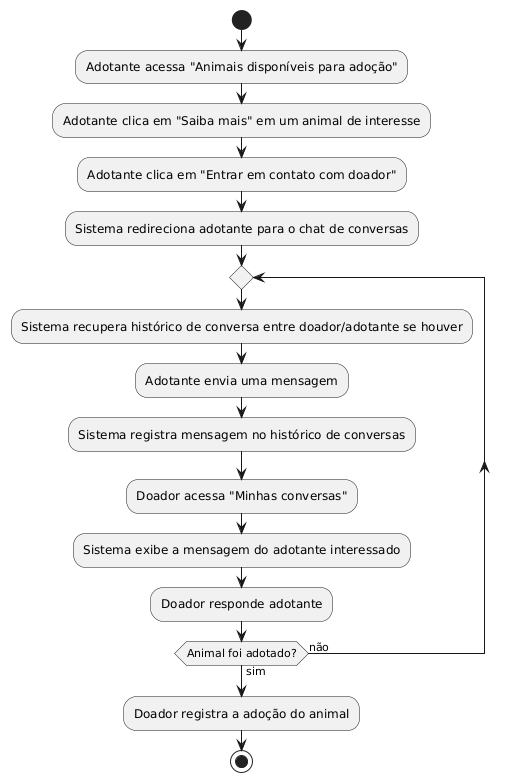 Adotante acessa "Animais disponíveis para adoção"
Adotante clica em "Saiba mais" em um animal de interesse
Adotante clica em "Entrar em contato com doador"
Sistema redireciona adotante para o chat de conversas
Sistema recupera histórico de conversa entre doador/adotante se houver
Adotante envia uma mensagem
Sistema registra mensagem no histórico de conversas
Doador acessa "Minhas conversas"
Sistema exibe a mensagem do adotante interessado
Doador responde adotante
Animal foi adotado?
não
sim
Doador registra a adoção do animal